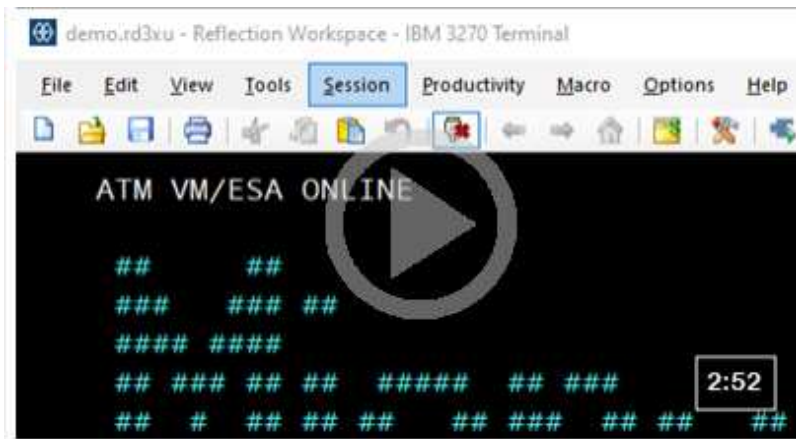 demo.rd3x.u - Reflection Workspace - IBM 3270 Terminal
File Edit View Tools Session Productivity Macro Options Help
ATM VM/ESA ONLINE
## ##
### ### ##
#### ####
## ### ## ## ##### ## ###
2:52
## # ## ## ## ## ### ## ## ##